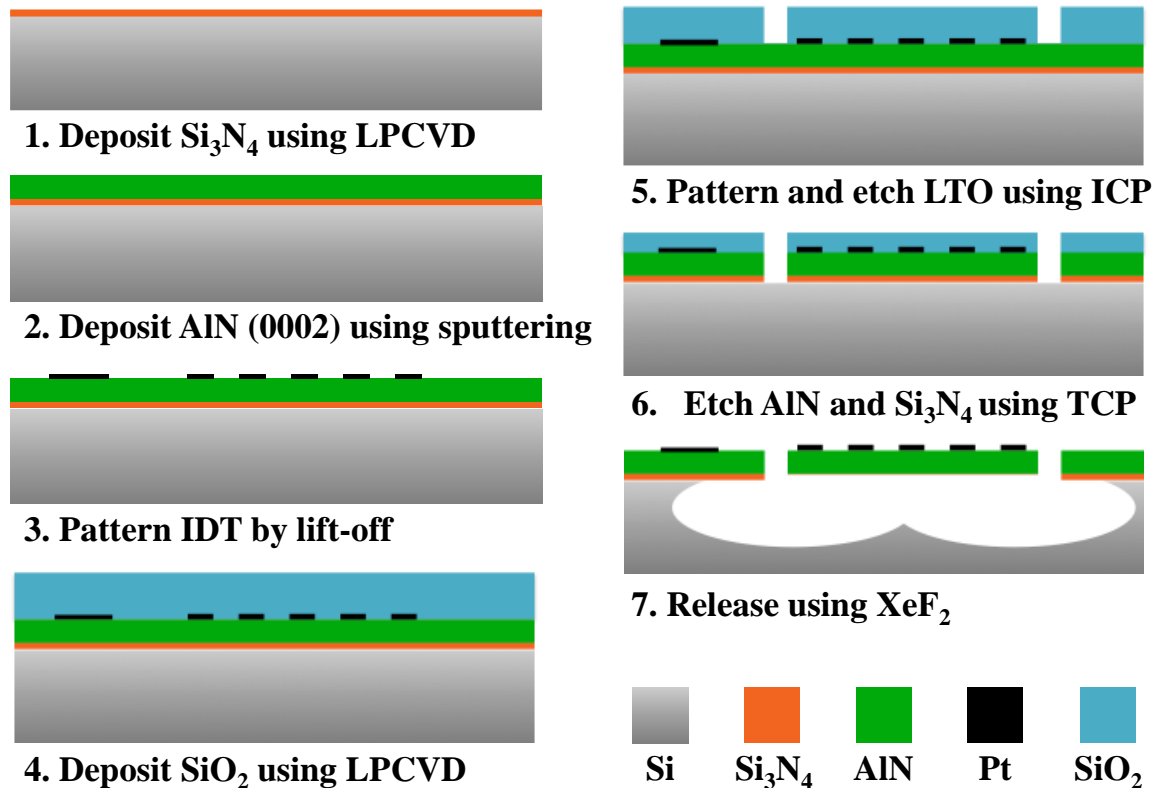 1. Deposit Si₃N₄ using LPCVD
2. Deposit AlN (0002) using sputtering
3. Pattern IDT by lift-off
4. Deposit SiO₂ using LPCVD
5. Pattern and etch LTO using ICP
6. Etch AlN and Si₃N₄ using TCP
7. Release using XeF₂
Si Si₃N₄ AlN Pt SiO₂